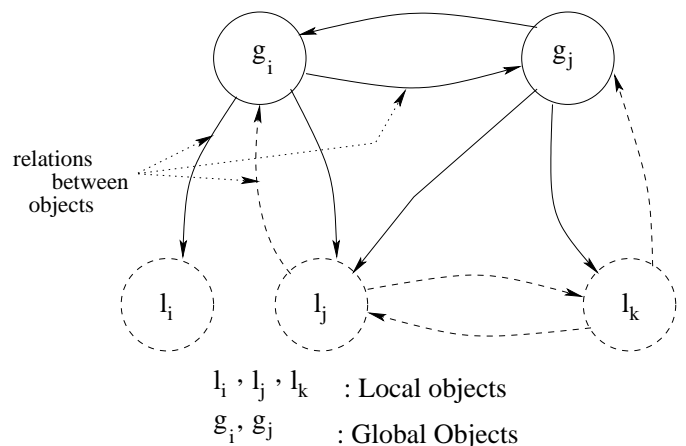 g_i
g_j
relations
between
objects
l_i
l_j
l_k
l_i , l_j , l_k : Local objects
g_i, g_j : Global Objects